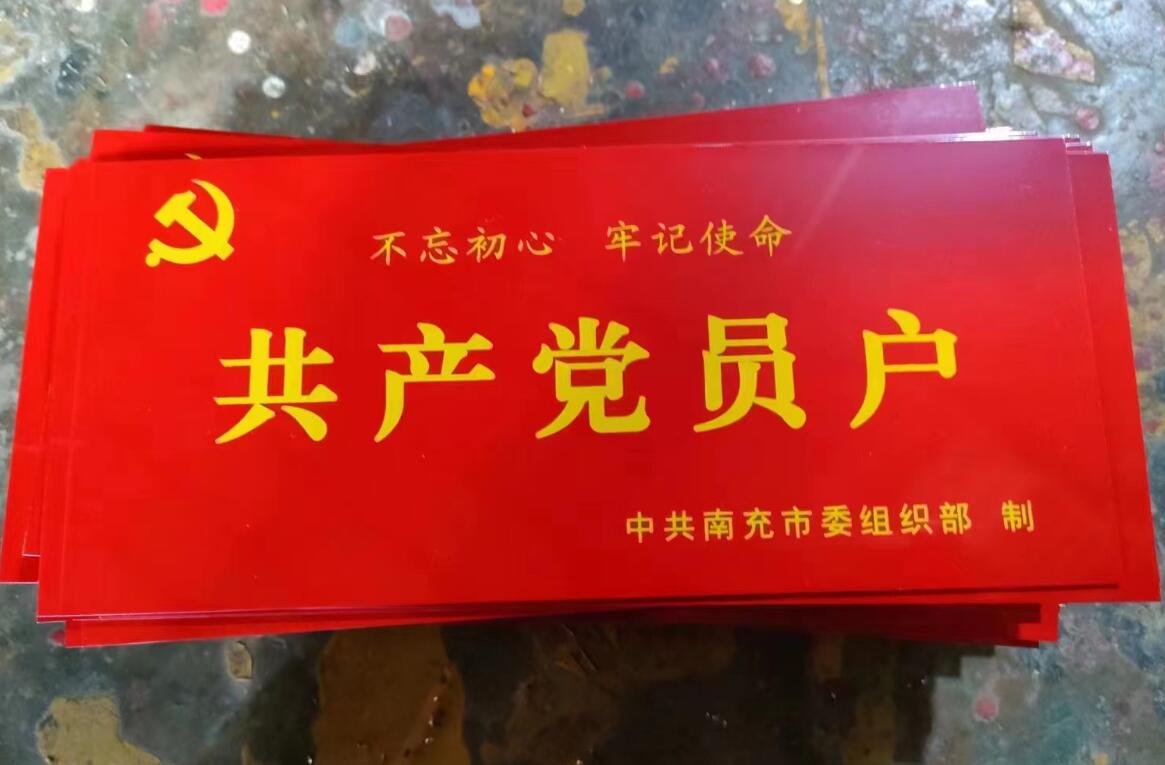 不忘初心 牢记使命
共产党员户
中共南充市委组织部 制